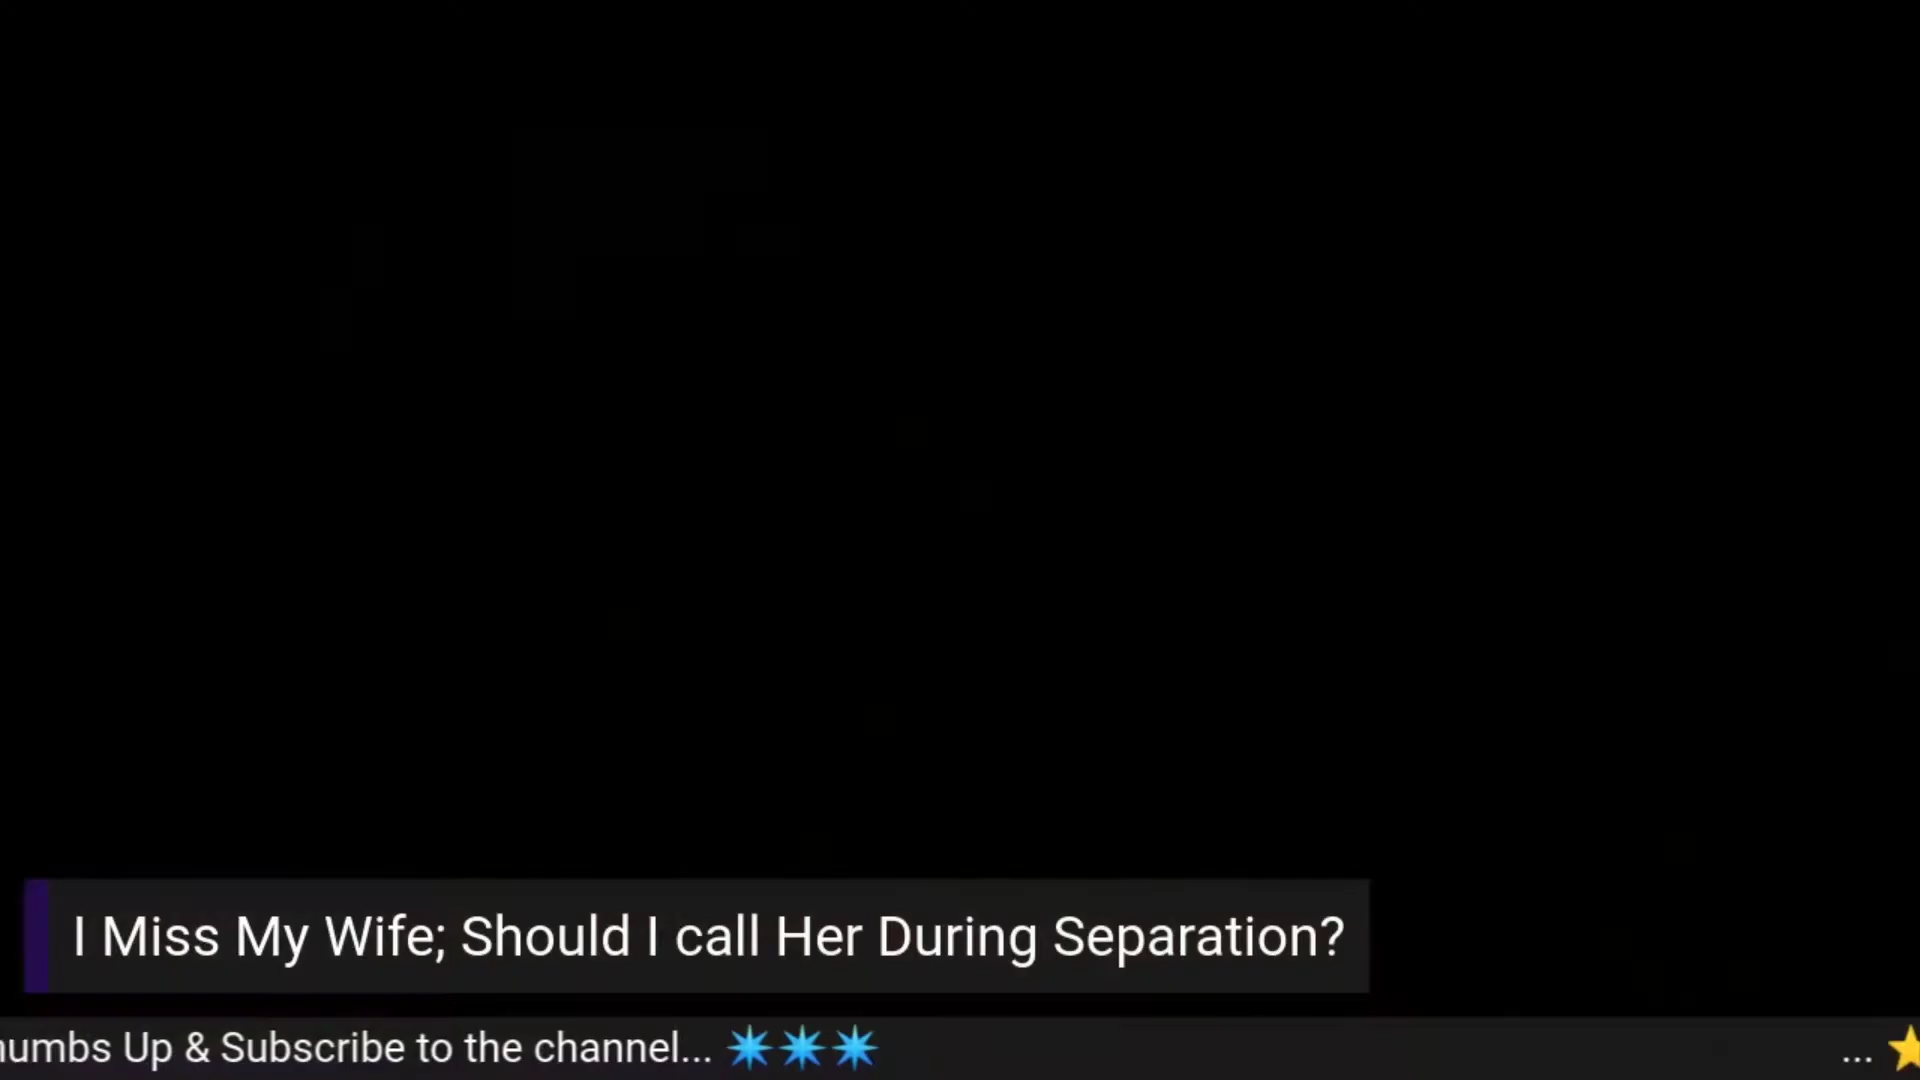 I Miss My Wife; Should I call Her During Separation?
umbs Up & Subscribe to the channel... ✴✴✴ ... ⭐